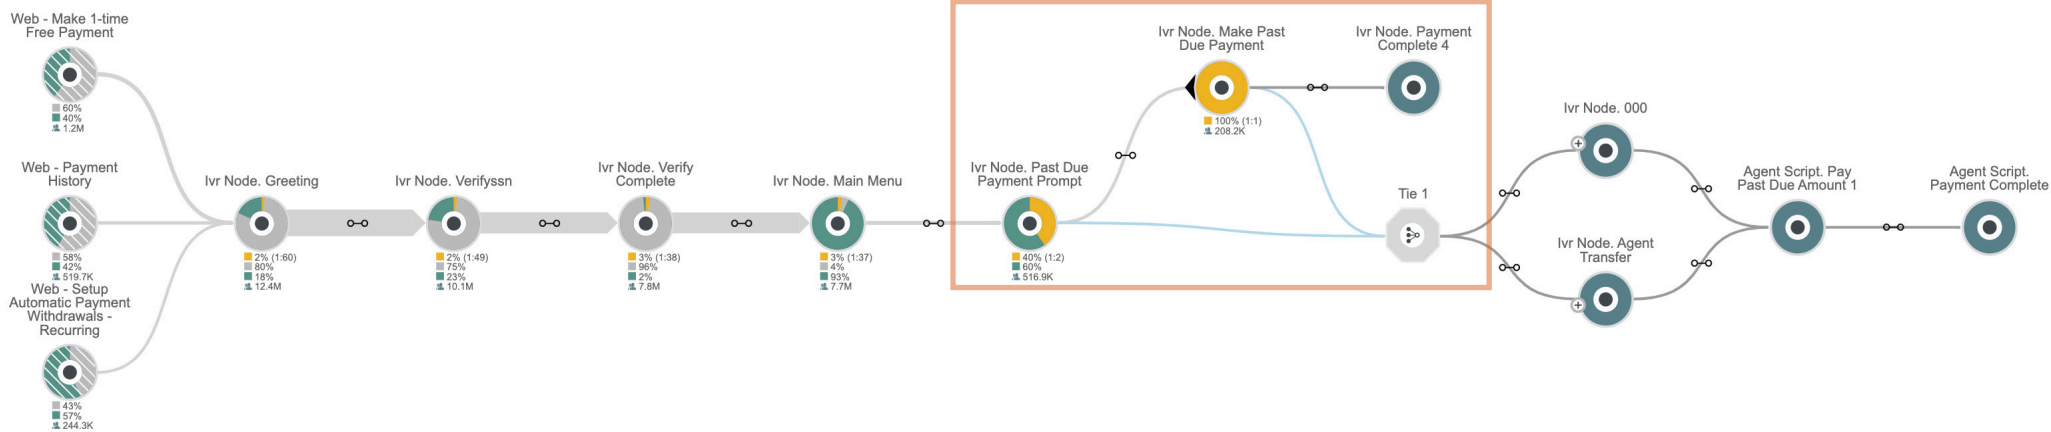 Web - Make 1-time
Free Payment
60%
40%
1.2M
Web - Payment
History
58%
42%
519.7K
Web - Setup
Automatic Payment
Withdrawals -
Recurring
43%
57%
244.3K
Ivr Node. Greeting
2% (1:60)
80%
18%
12.4M
Ivr Node. Verifyssn
2% (1:49)
75%
23%
10.1M
Ivr Node. Verify
Complete
3% (1:38)
96%
2%
7.8M
Ivr Node. Main Menu
3% (1:37)
4%
93%
7.7M
Ivr Node. Past Due
Payment Prompt
40% (1:2)
60%
516.9K
Ivr Node. Make Past
Due Payment
100% (1:1)
208.2K
Ivr Node. Payment
Complete 4
Tie 1
Ivr Node. 000
Ivr Node. Agent
Transfer
Agent Script. Pay
Past Due Amount 1
Agent Script.
Payment Complete